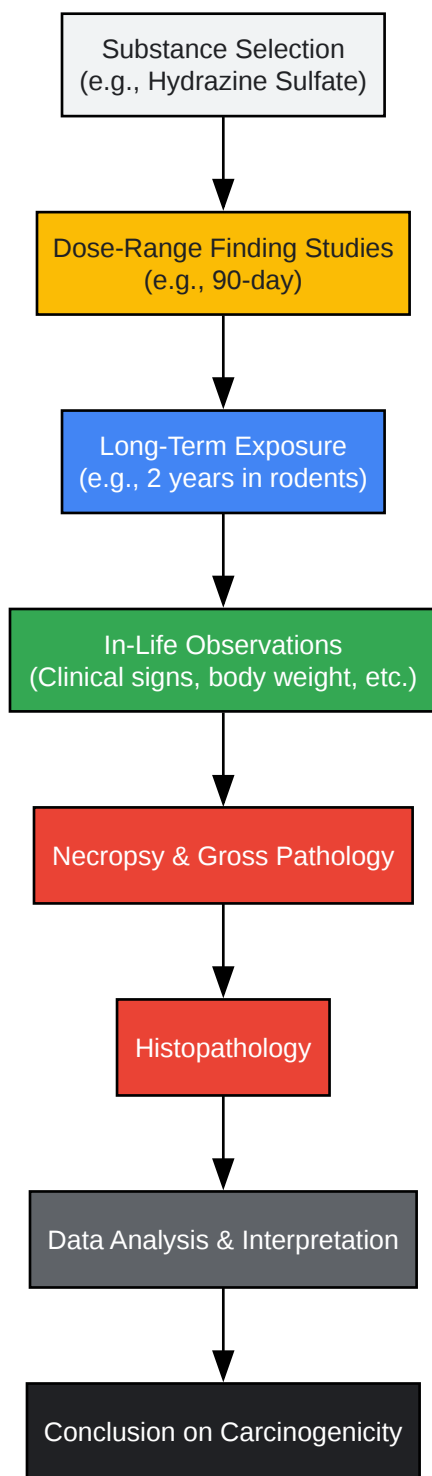 Substance Selection
(e.g., Hydrazine Sulfate)
Dose-Range Finding Studies
(e.g., 90-day)
Long-Term Exposure
(e.g., 2 years in rodents)
In-Life Observations
(Clinical signs, body weight, etc.)
Necropsy & Gross Pathology
Histopathology
Data Analysis & Interpretation
Conclusion on Carcinogenicity